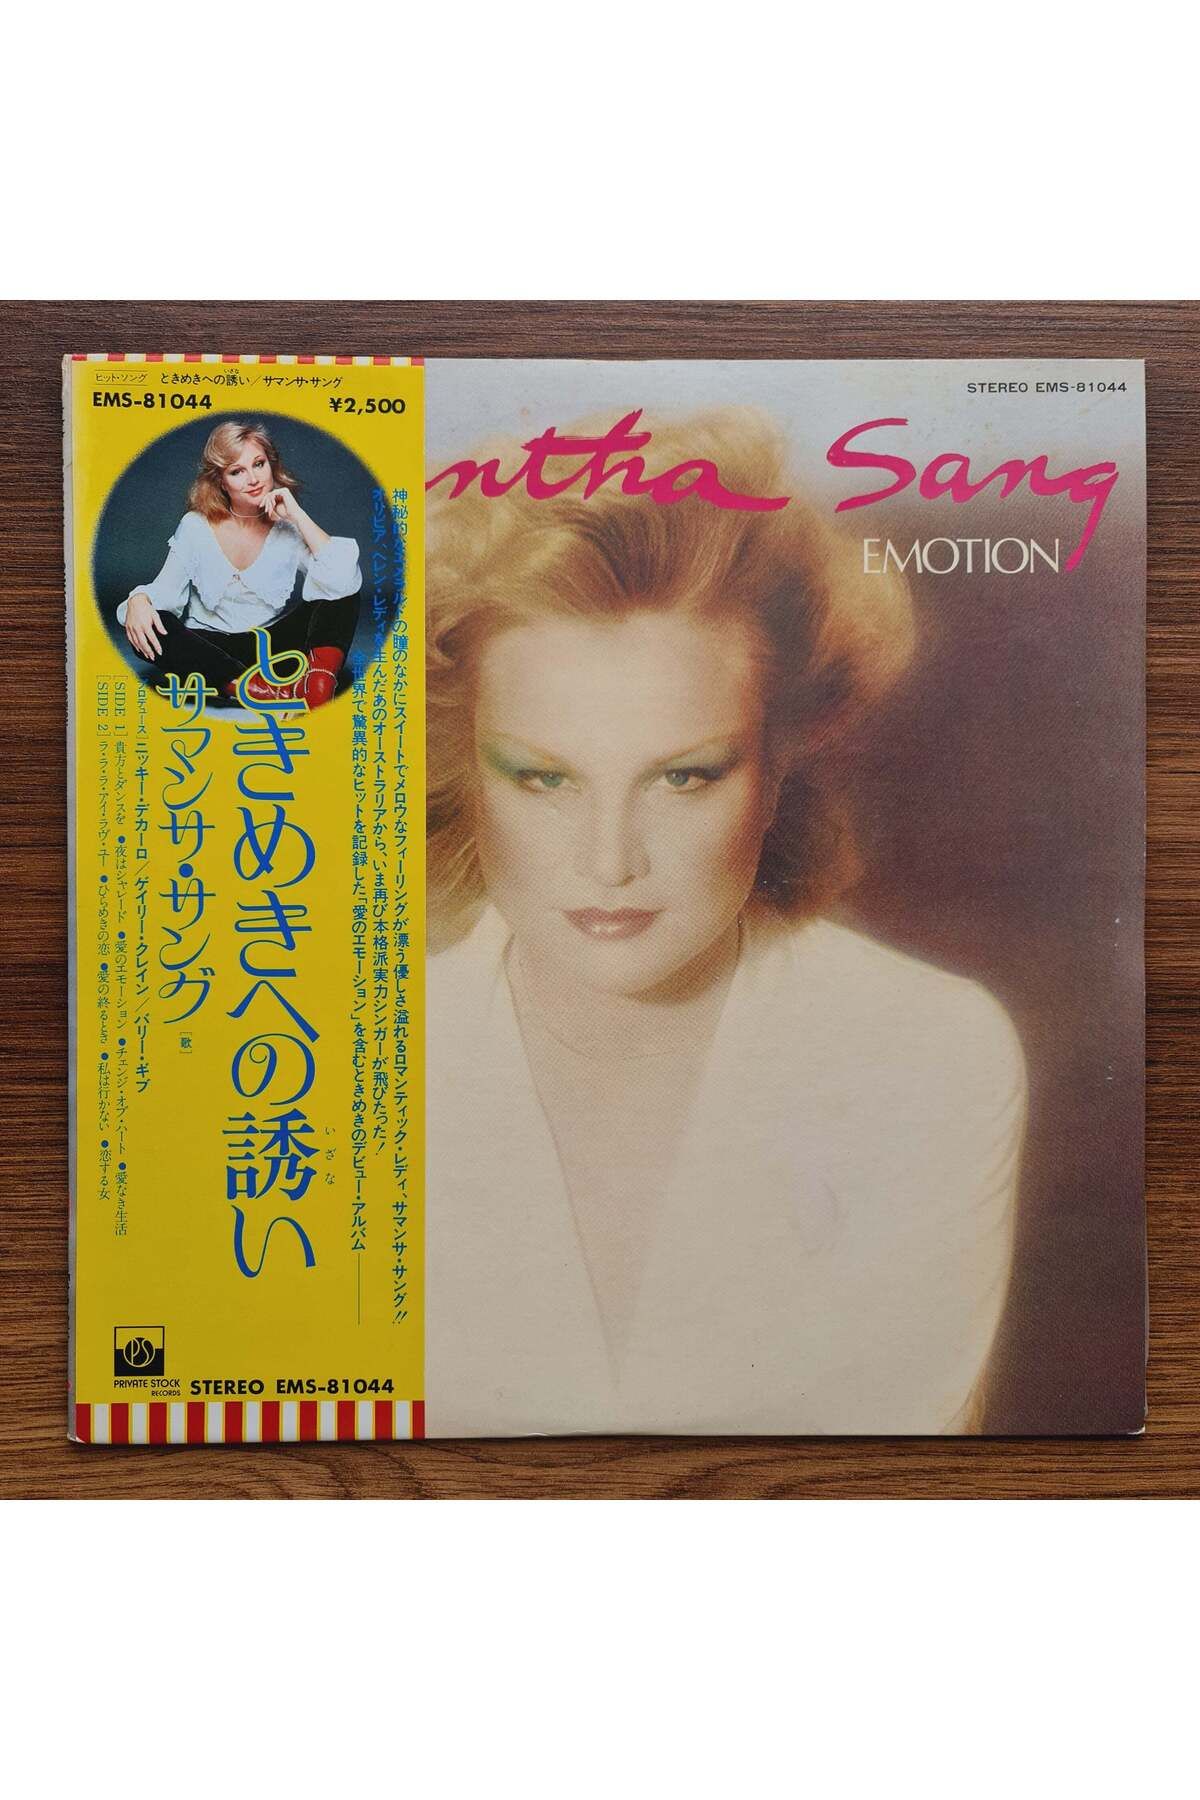 ヒット・ソング ときめきへの誘い／サマンサ・サング
いざな
EMS-81044 ¥2,500
STEREO EMS-81044
ntha Sang
EMOTION
神秘的なエメラルドの瞳のなかにスイートでメロウなフィーリングが漂う優しさ溢れるロマンティック・レディ、サマンサ・サング!!
オリビア、ヘレン・レディを生んだあのオーストラリアから、いま再び本格派実力シンガーが飛びたった!
全世界で驚異的なヒットを記録した「愛のエモーション」を含むときめきのデビュー・アルバム——
ときめきへの誘い
いざな
サマンサ・サング [歌]
[プロデュース] ニッキー・デカーロ／ゲイリー・クレイン／バリー・ギブ
[SIDE 1] 貴方とダンスを ●夜はシャレード ●愛のエモーション ●チェンジ・オブ・ハート ●愛なき生活
[SIDE 2] ラ・ラ・ラ・アイ・ラヴ・ユー ●ひらめきの恋 ●愛の終るとき ●私は行かない ●恋する女
PS
PRIVATE STOCK
RECORDS
STEREO EMS-81044